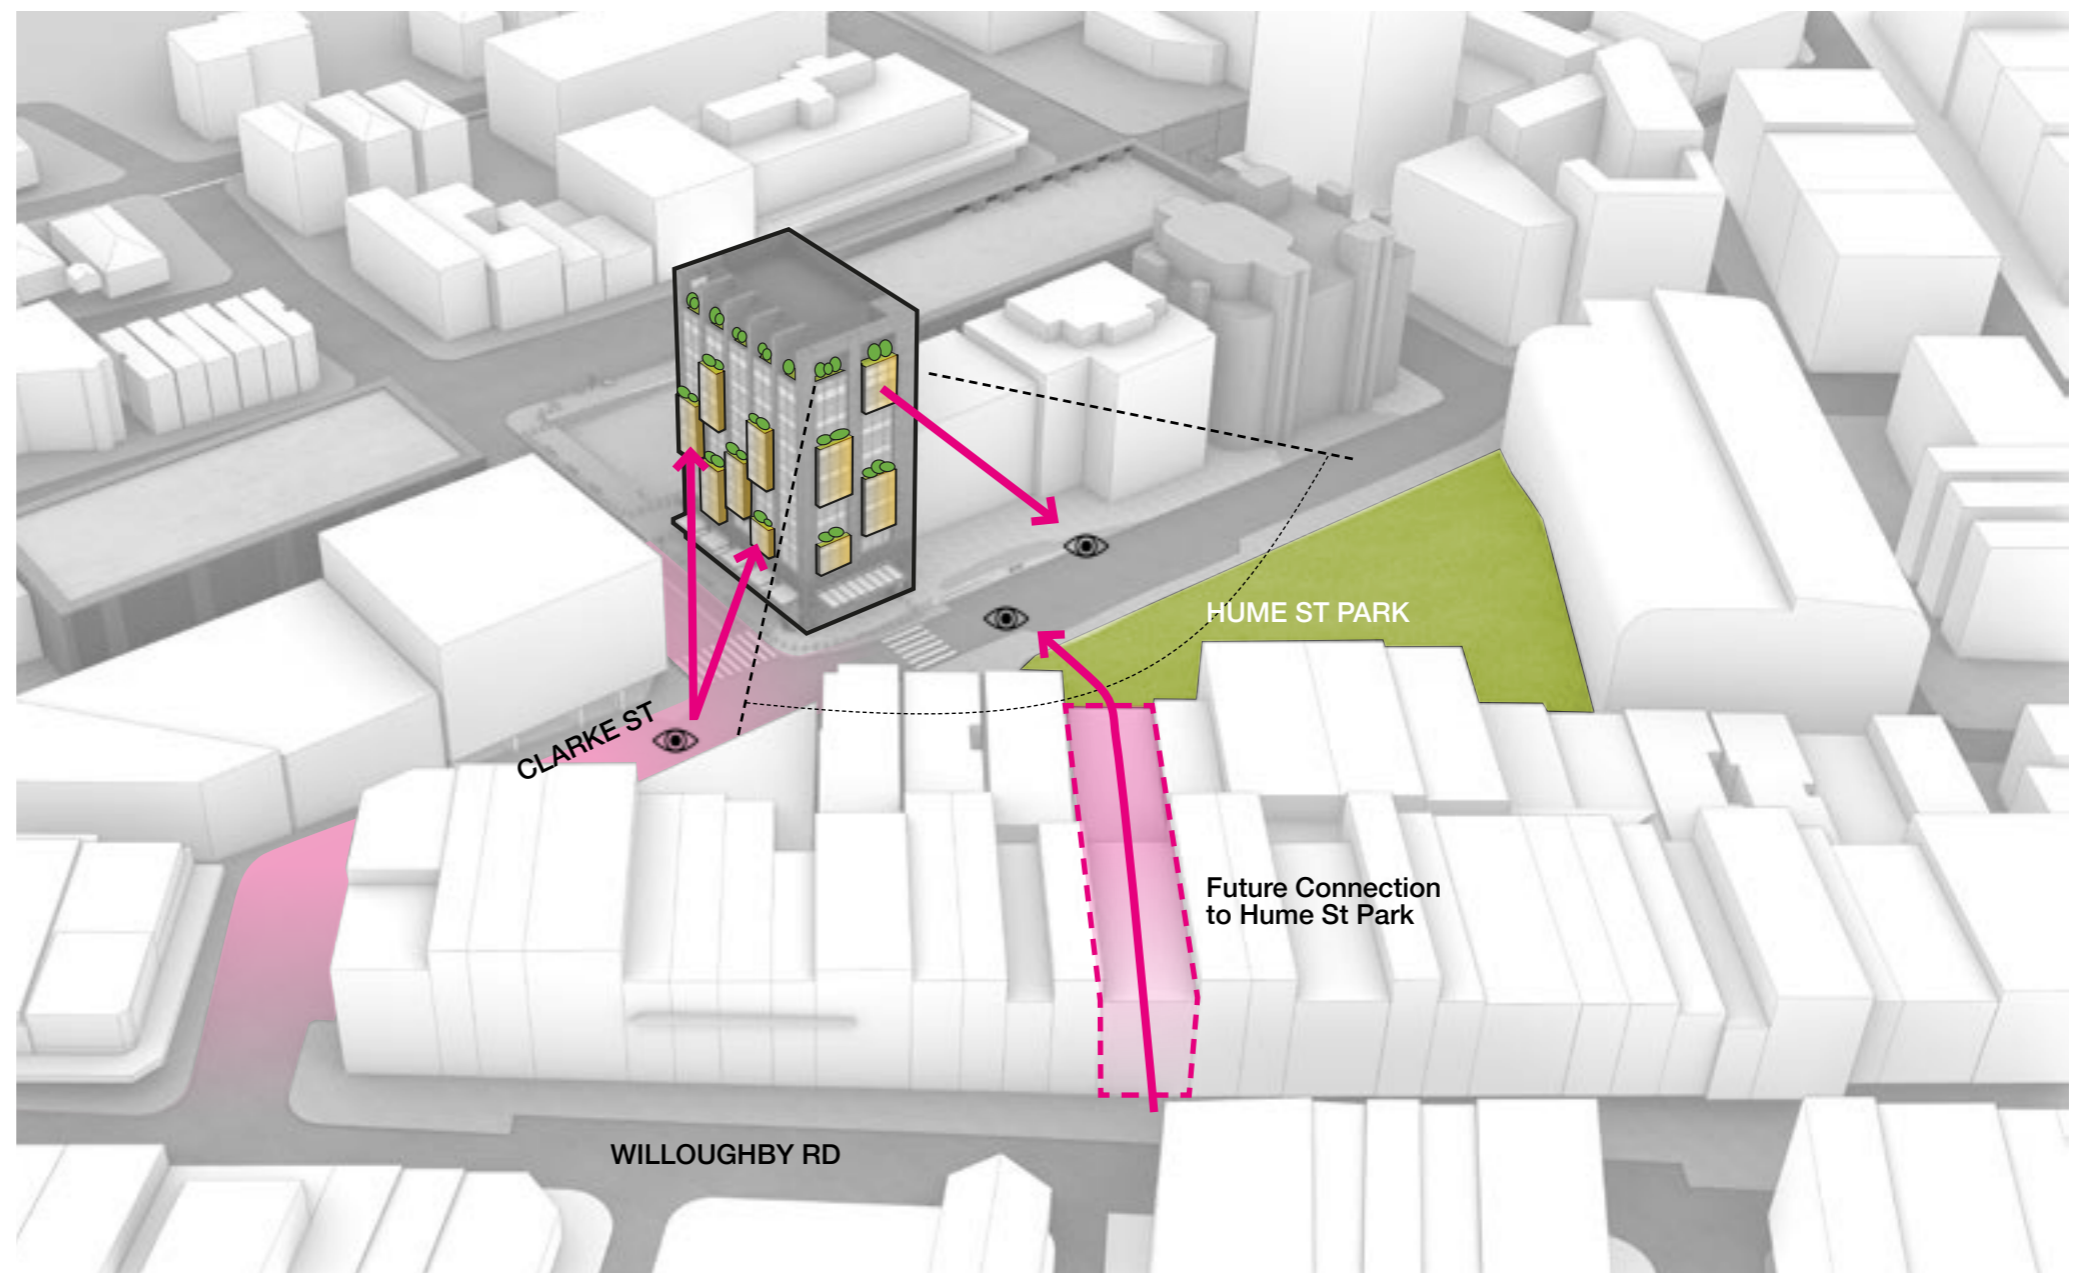 HUME ST PARK
CLARKE ST
Future Connection
to Hume St Park
WILLOUGHBY RD